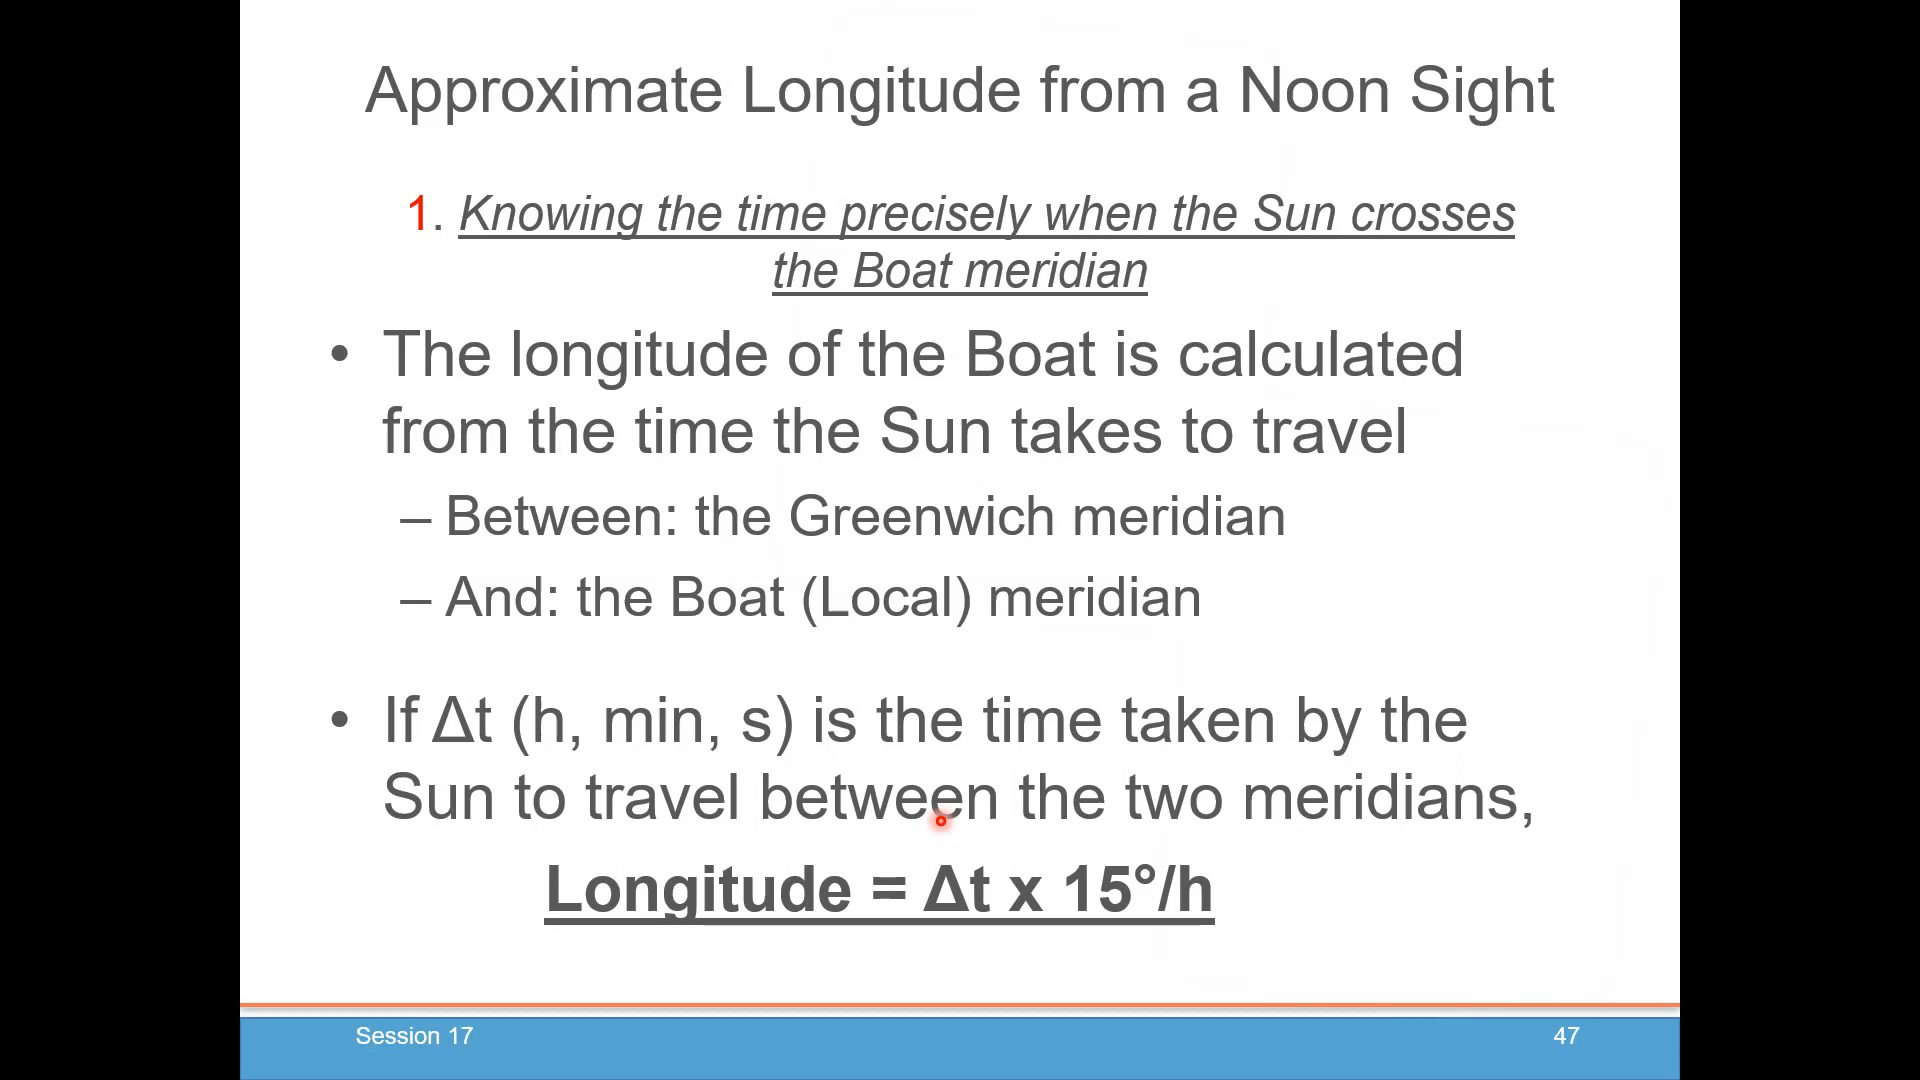 Approximate Longitude from a Noon Sight
1. Knowing the time precisely when the Sun crosses
the Boat meridian
• The longitude of the Boat is calculated
from the time the Sun takes to travel
– Between: the Greenwich meridian
– And: the Boat (Local) meridian
• If Δt (h, min, s) is the time taken by the
Sun to travel between the two meridians,
Longitude = Δt x 15°/h
Session 17
47